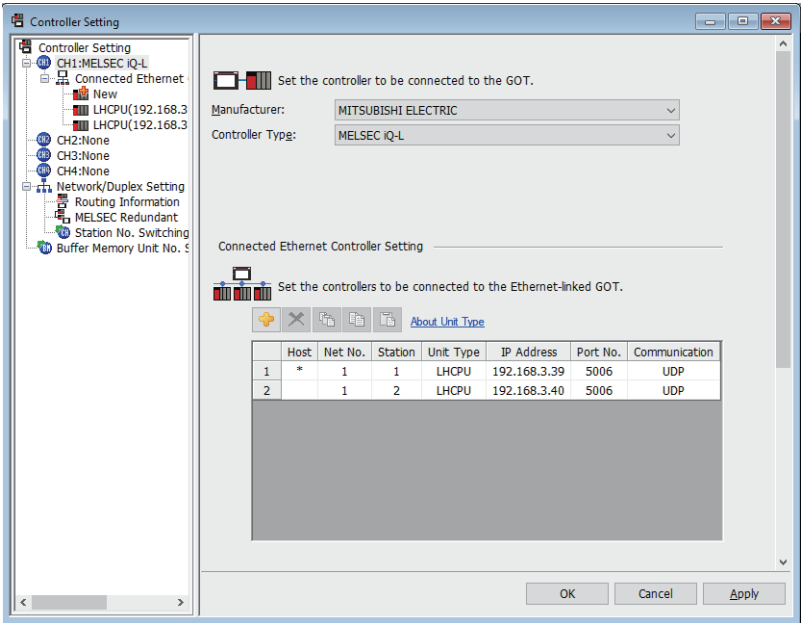 Controller Setting
Controller Setting
CH1:MELSEC iQ-L
Connected Ethernet
New
LHCPU(192.168.3
LHCPU(192.168.3
CH2:None
CH3:None
CH4:None
Network/Duplex Setting
Routing Information
MELSEC Redundant
Station No. Switching
Buffer Memory Unit No. S
Set the controller to be connected to the GOT.
Manufacturer: MITSUBISHI ELECTRIC
Controller Type: MELSEC iQ-L
Connected Ethernet Controller Setting
Set the controllers to be connected to the Ethernet-linked GOT.
About Unit Type
Host Net No. Station Unit Type IP Address Port No. Communication
1 * 1 1 LHCPU 192.168.3.39 5006 UDP
2 1 2 LHCPU 192.168.3.40 5006 UDP
OK Cancel Apply